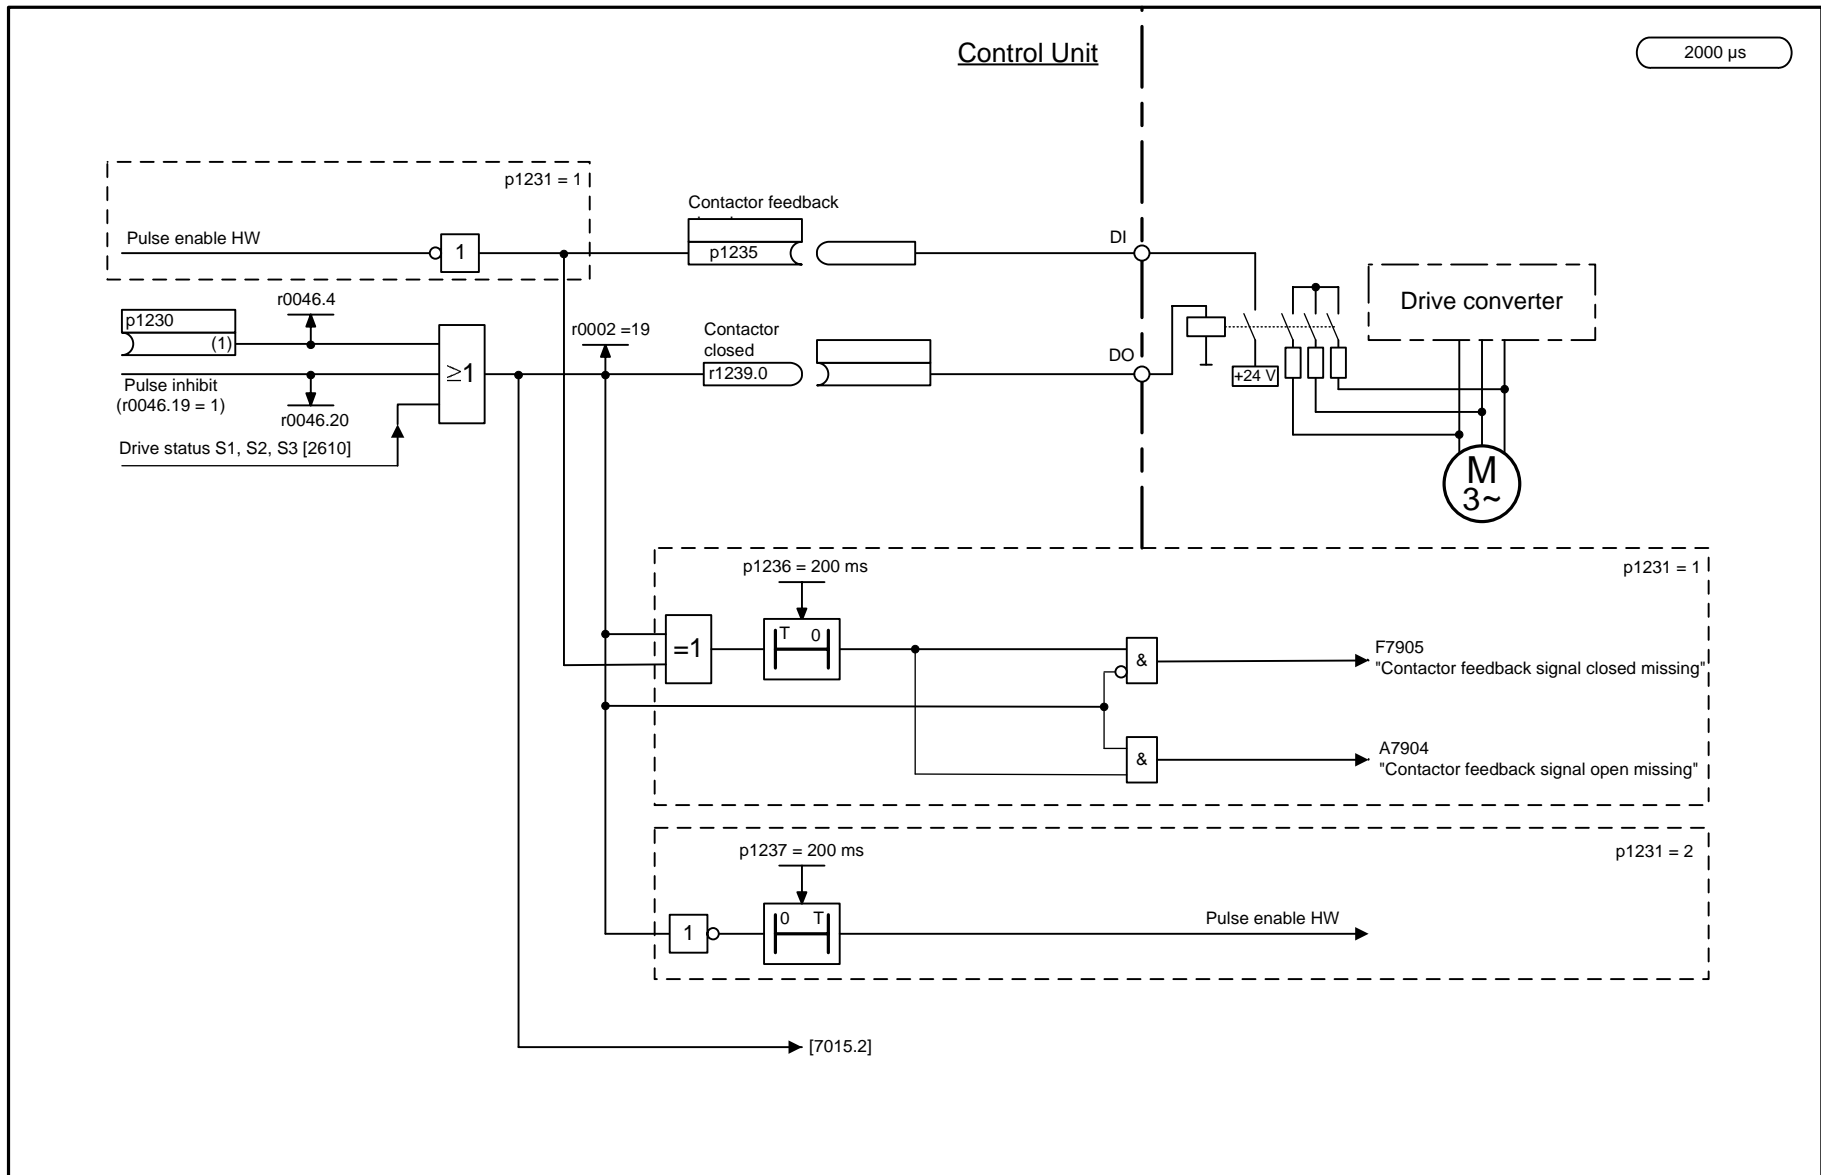 Control Unit
2000 µs
p1231 = 1
Pulse enable HW
1
Contactor feedback
p1235
DI
Drive converter
r0046.4
p1230
(1)
≥1
r0002 =19
Contactor
closed
r1239.0
DO
+24 V
Pulse inhibit
(r0046.19 = 1)
r0046.20
Drive status S1, S2, S3 [2610]
M
3~
p1236 = 200 ms
p1231 = 1
=1
T 0
&
F7905
"Contactor feedback signal closed missing"
&
A7904
"Contactor feedback signal open missing"
p1237 = 200 ms
p1231 = 2
1
0 T
Pulse enable HW
[7015.2]